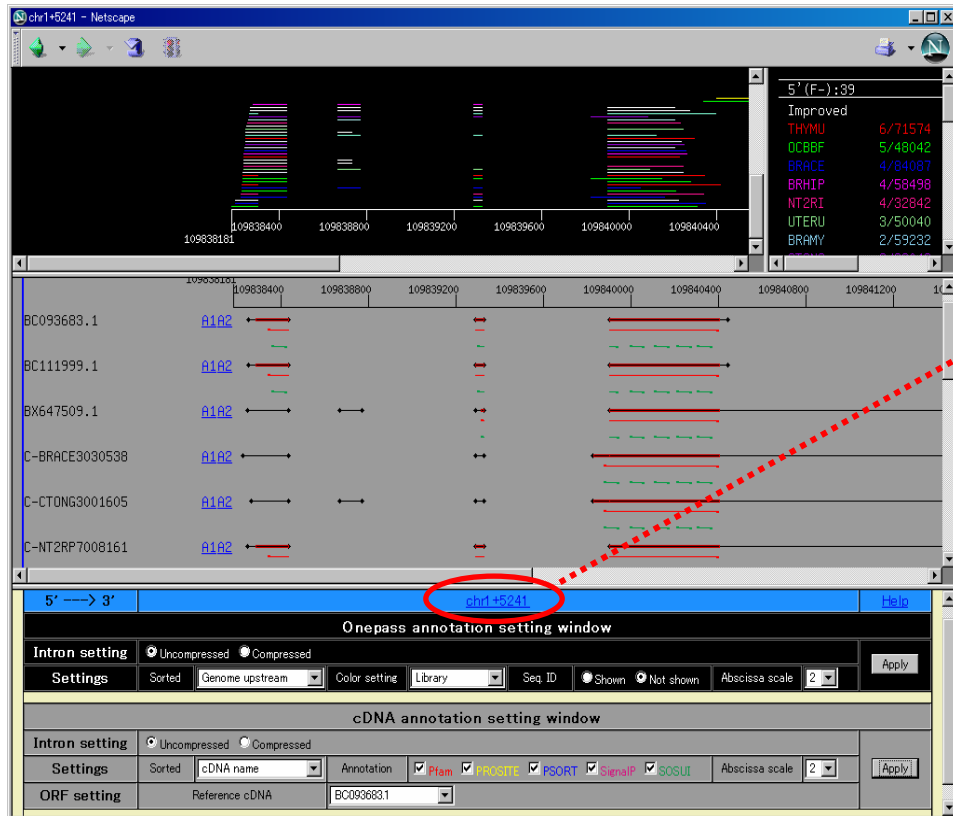 chr1+5241 - Netscape
5'(F-):39
Improved
THYMU 6/71574
OCBBF 5/48042
BRACE 4/84087
BRHIP 4/58498
NT2RI 4/32842
UTERU 3/50040
BRAMY 2/59232
109838400 109838800 109839200 109839600 109840000 109840400
109838181
109838181
109838400 109838800 109839200 109839600 109840000 109840400 109840800 109841200
BC093683.1 A1A2
BC111999.1 A1A2
BX647509.1 A1A2
C-BRACE3030538 A1A2
C-CTONG3001605 A1A2
C-NT2RP7008161 A1A2
5' ---> 3' chr1+5241 Help
Onepass annotation setting window
Intron setting Uncompressed Compressed
Apply
Settings Sorted Genome upstream Color setting Library Seq. ID Shown Not shown Abscissa scale 2
cDNA annotation setting window
Intron setting Uncompressed Compressed
Settings Sorted cDNA name Annotation Pfam PROSITE PSORT SignalP SOSUI Abscissa scale 2 Apply
ORF setting Reference cDNA BC093683.1